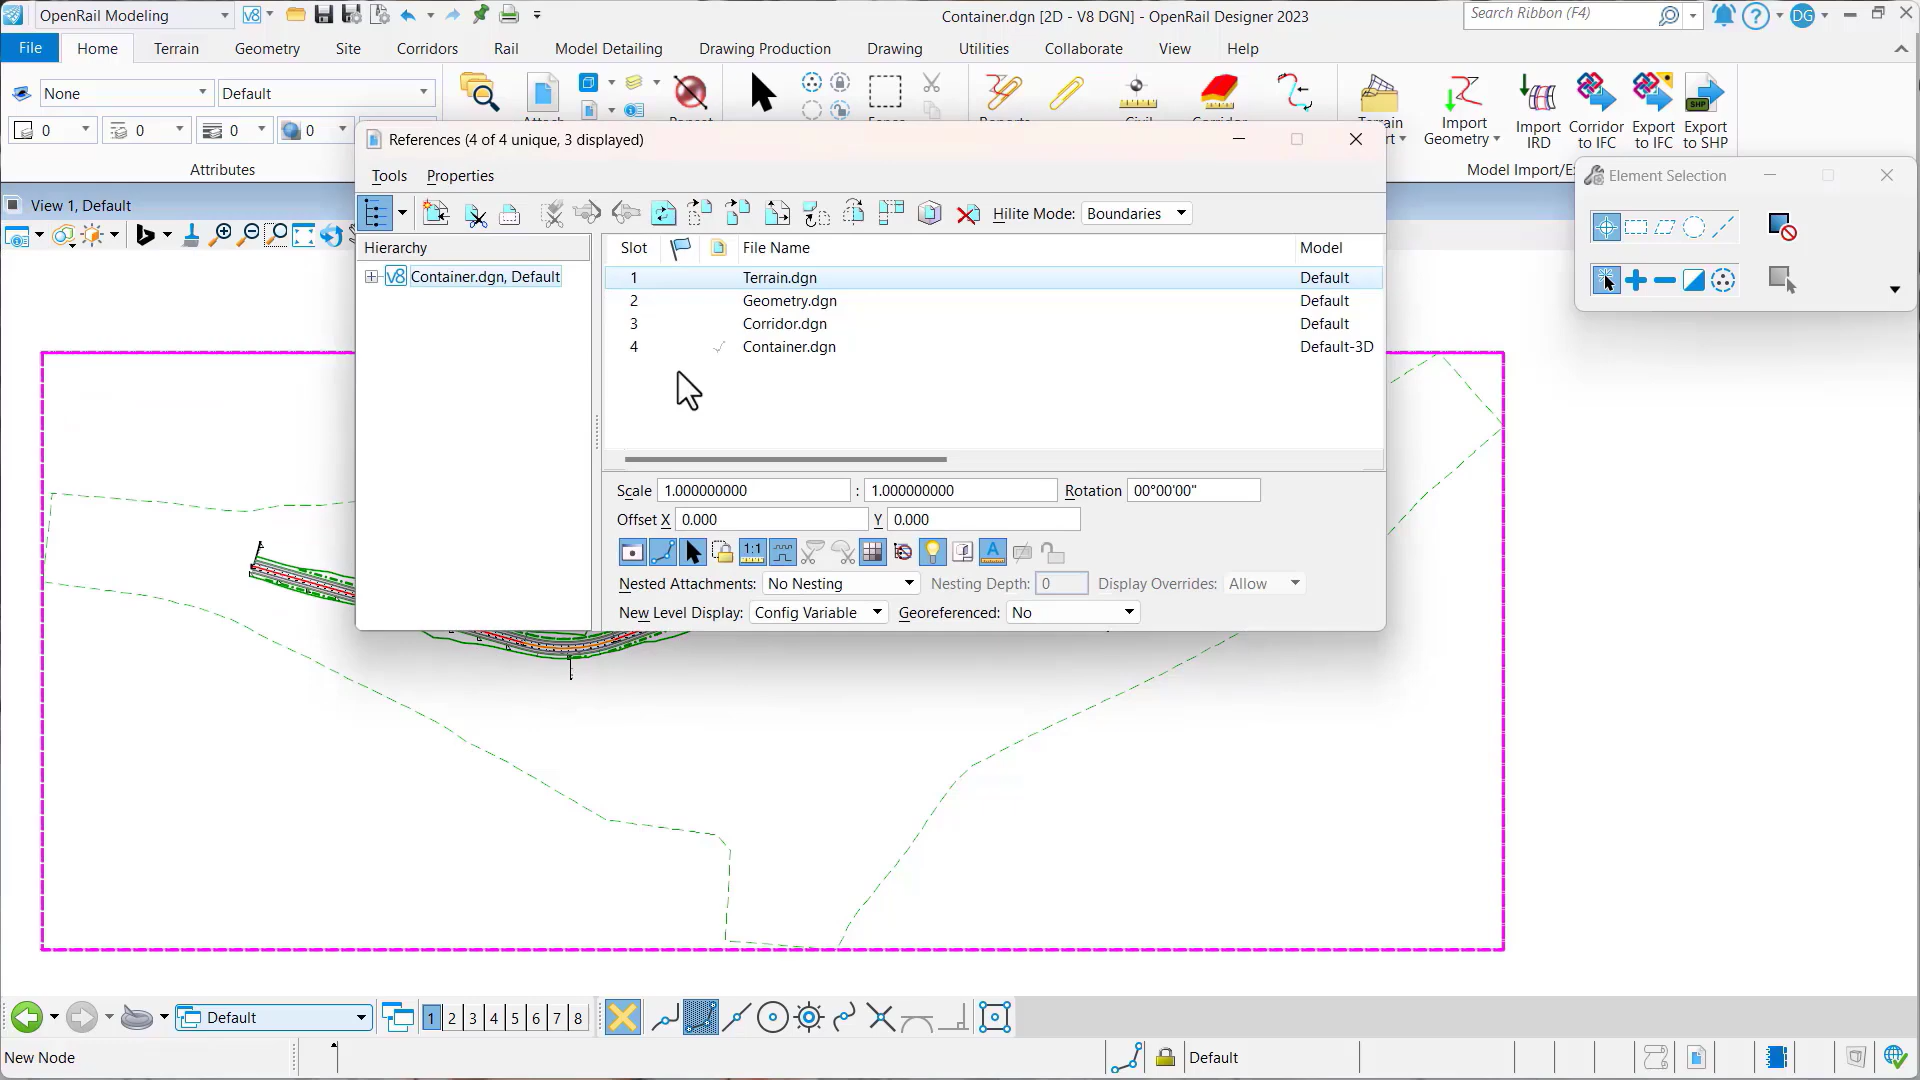 OpenRail Modeling
Container.dgn [2D - V8 DGN] - OpenRail Designer 2023
Search Ribbon (F4)
DG
File Home Terrain Geometry Site Corridors Rail Model Detailing Drawing Production Drawing Utilities Collaborate View Help
None Default
0 0 0 0
Attributes
Import Geometry
Import IRD
Corridor to IFC
Export to IFC
Export to SHP
SHP
View 1, Default
References (4 of 4 unique, 3 displayed)
Tools Properties
Hilite Mode: Boundaries
Hierarchy
V8 Container.dgn, Default
Slot File Name Model
1 Terrain.dgn Default
2 Geometry.dgn Default
3 Corridor.dgn Default
4 Container.dgn Default-3D
Scale 1.000000000 : 1.000000000 Rotation 00°00'00"
Offset X 0.000 Y 0.000
1:1
Nested Attachments: No Nesting Nesting Depth: 0 Display Overrides: Allow
New Level Display: Config Variable Georeferenced: No
Element Selection
Default
1 2 3 4 5 6 7 8
New Node
Default